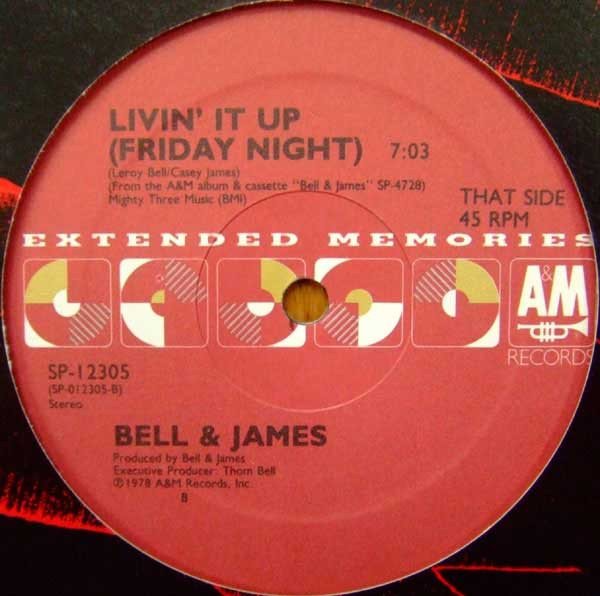 LIVIN' IT UP
(FRIDAY NIGHT) 7:03
(Leroy Bell/Casey James)
(From the A&M album & cassette "Bell & James" SP-4728)
Mighty Three Music (BMI)
THAT SIDE
45 RPM
EXTENDED MEMORIES
A&M
RECORDS
SP-12305
(SP-012305-B)
Stereo
BELL & JAMES
Produced by Bell & James
Executive Producer: Thom Bell
℗1978 A&M Records, Inc.
B